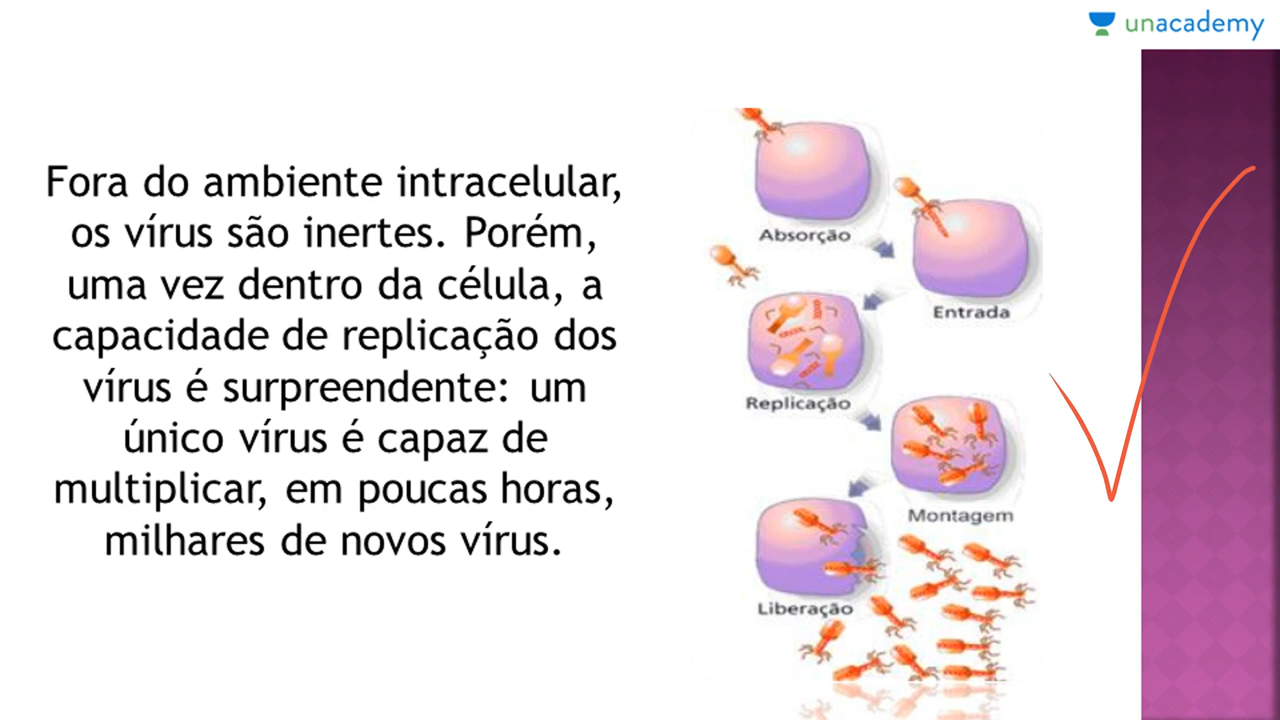 unacademy
Fora do ambiente intracelular,
os vírus são inertes. Porém,
uma vez dentro da célula, a
capacidade de replicação dos
vírus é surpreendente: um
único vírus é capaz de
multiplicar, em poucas horas,
milhares de novos vírus.
Absorção
Entrada
Replicação
Montagem
Liberação